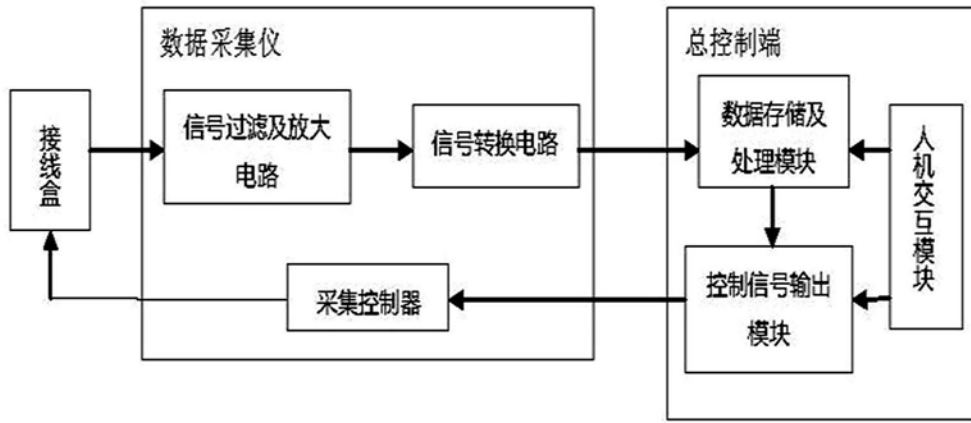 数据采集仪
总控制端
接线盒
信号过滤及放大
电路
信号转换电路
数据存储及
处理模块
人机交互模块
采集控制器
控制信号输出
模块